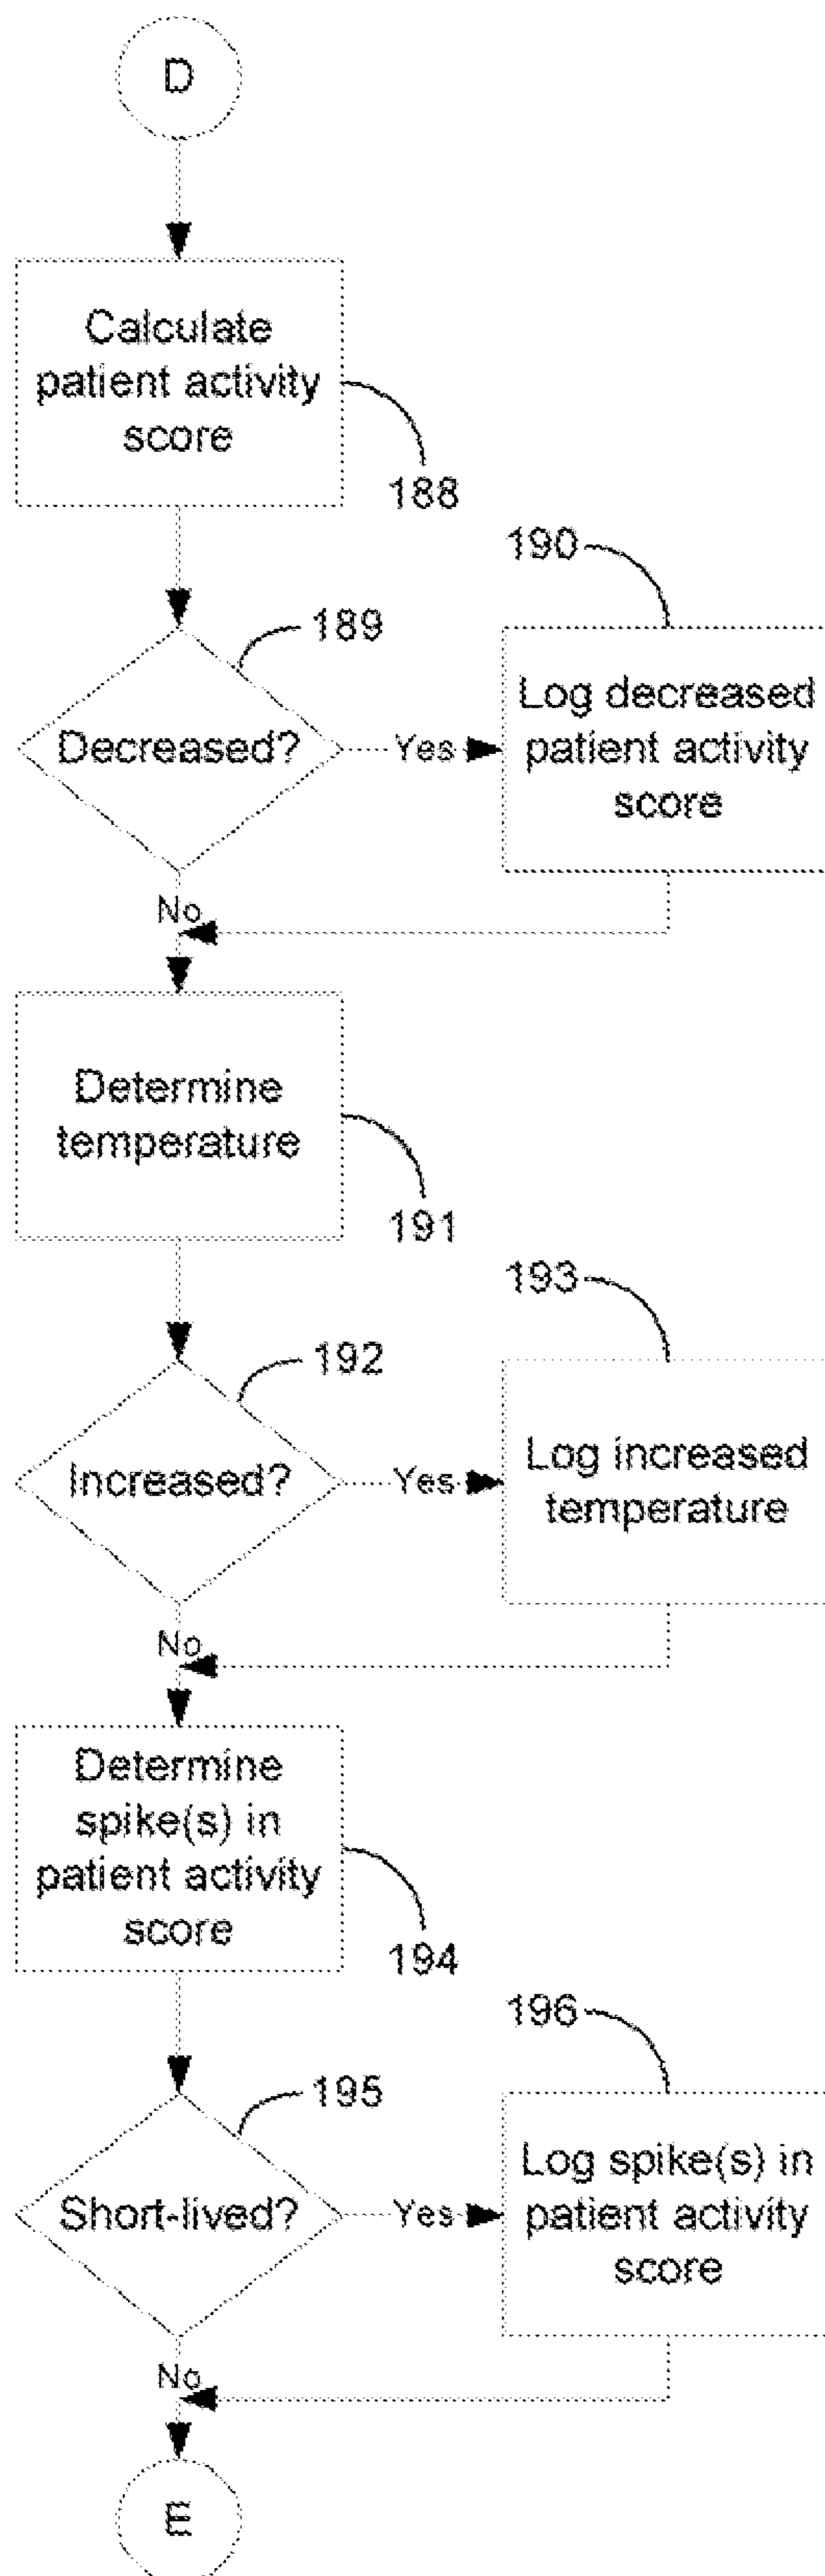 D
Calculate
patient activity
score
188
189
Decreased?
Yes
190
Log decreased
patient activity
score
No
Determine
temperature
191
192
Increased?
Yes
193
Log increased
temperature
No
Determine
spike(s) in
patient activity
score
194
195
Short-lived?
Yes
196
Log spike(s) in
patient activity
score
No
E